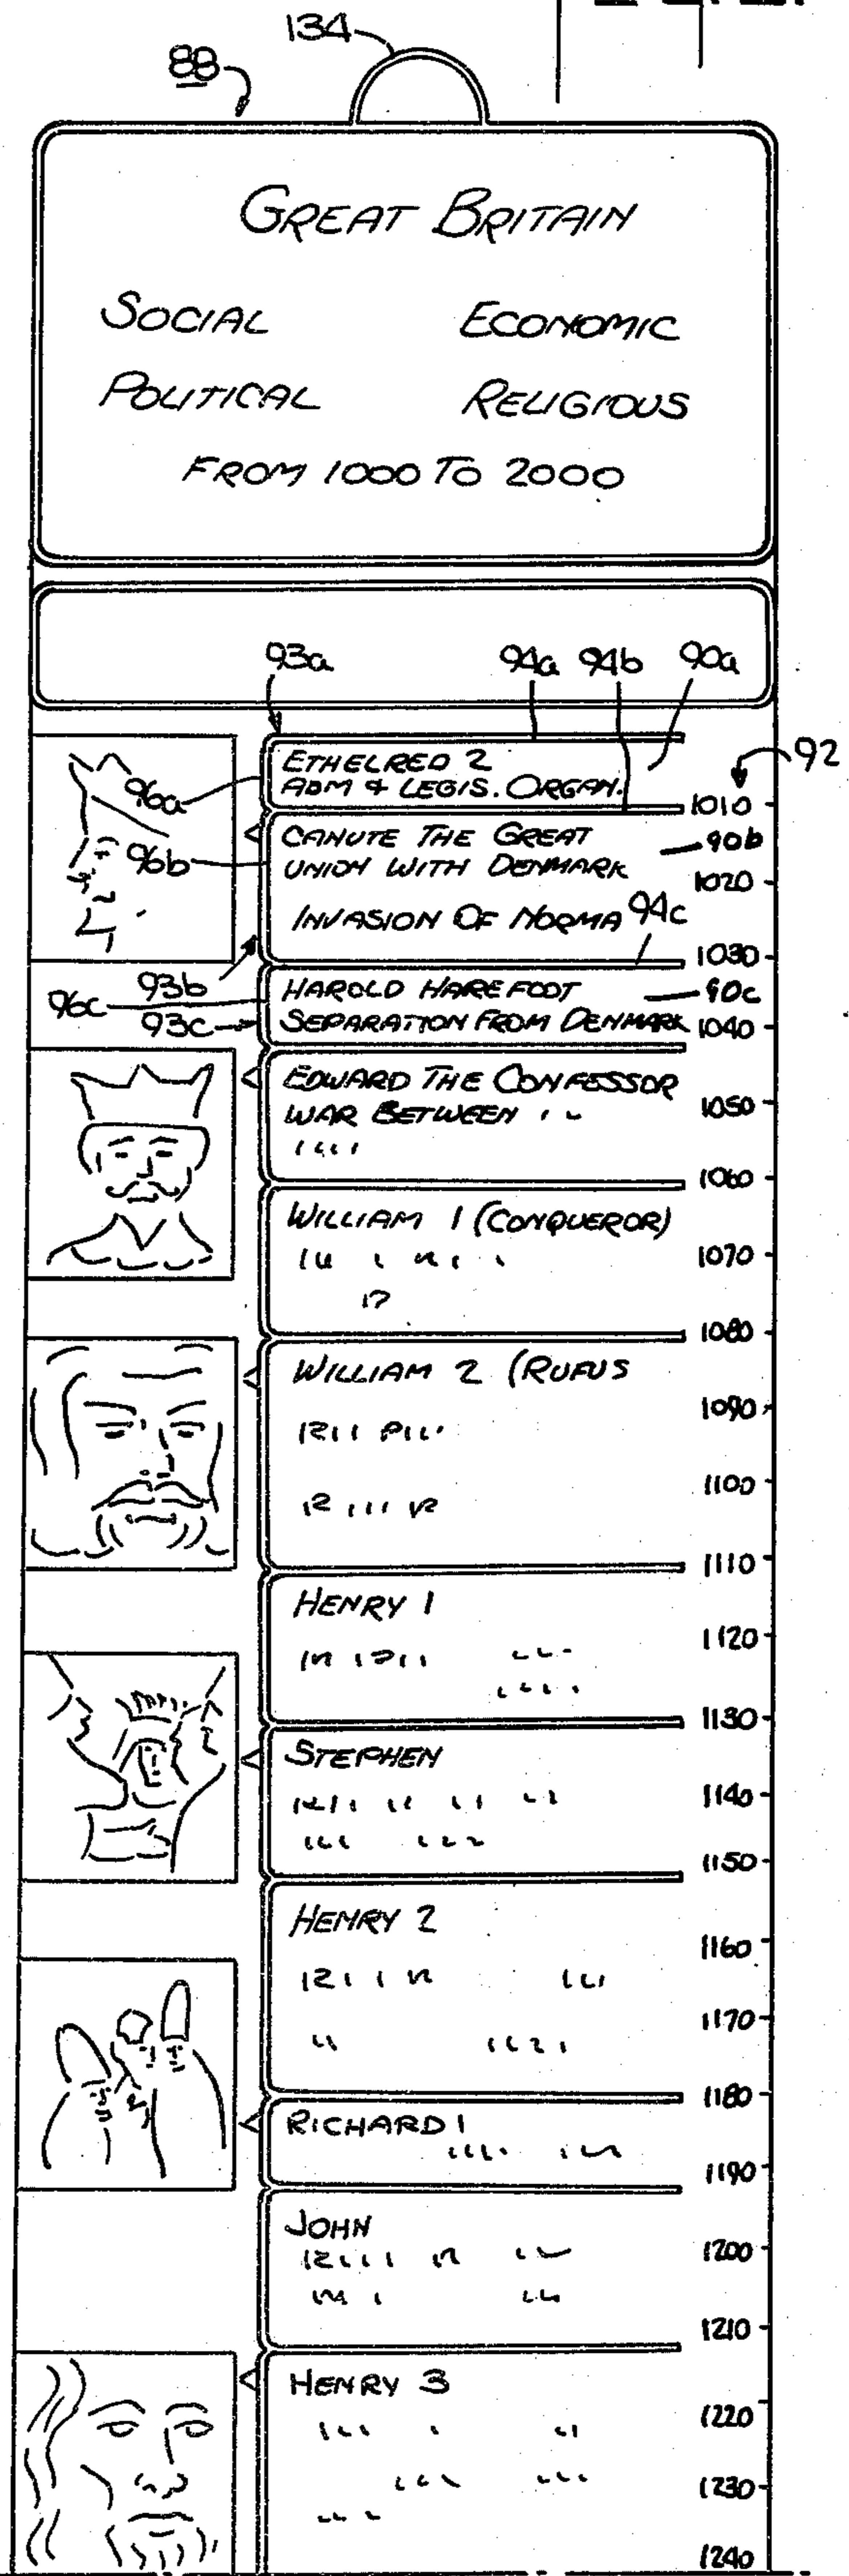 134
88
GREAT BRITAIN
SOCIAL ECONOMIC
POLITICAL RELIGIOUS
FROM 1000 TO 2000
93a 94a 94b 90a
92
ETHELRED 2
96a ADM & LEGIS. ORGAN.
1010
CANUTE THE GREAT 90b
96b UNION WITH DENMARK
1020
INVASION OF NORMA 94c
1030
93b HAROLD HAREFOOT 90c
96c
93c SEPARATION FROM DENMARK 1040
EDWARD THE CONFESSOR
WAR BETWEEN 1050
1060
WILLIAM 1 (CONQUEROR)
1070
1080
WILLIAM 2 (RUFUS
1090
1100
1110
HENRY 1
1120
1130
STEPHEN
1140
1150
HENRY 2
1160
1170
1180
RICHARD 1
1190
JOHN
1200
1210
HENRY 3
1220
1230
1240